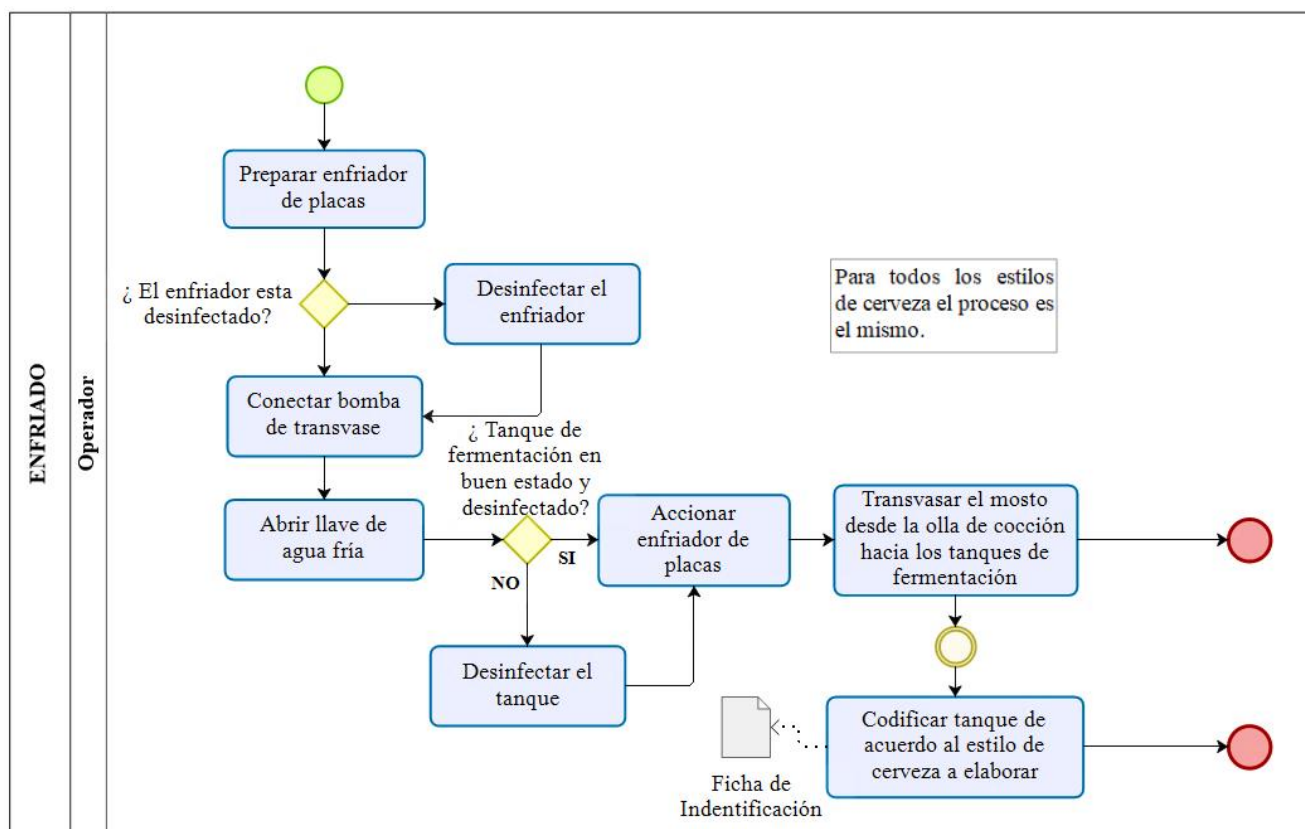 ENFRIADO
Operador
Preparar enfriador
de placas
¿ El enfriador esta
desinfectado?
Desinfectar el
enfriador
Para todos los estilos
de cerveza el proceso es
el mismo.
Conectar bomba
de transvase
¿ Tanque de
fermentación en
buen estado y
desinfectado?
Abrir llave de
agua fría
SI
NO
Accionar
enfriador de
placas
Transvasar el mosto
desde la olla de cocción
hacia los tanques de
fermentación
Desinfectar el
tanque
Codificar tanque de
acuerdo al estilo de
cerveza a elaborar
Ficha de
Indentificación